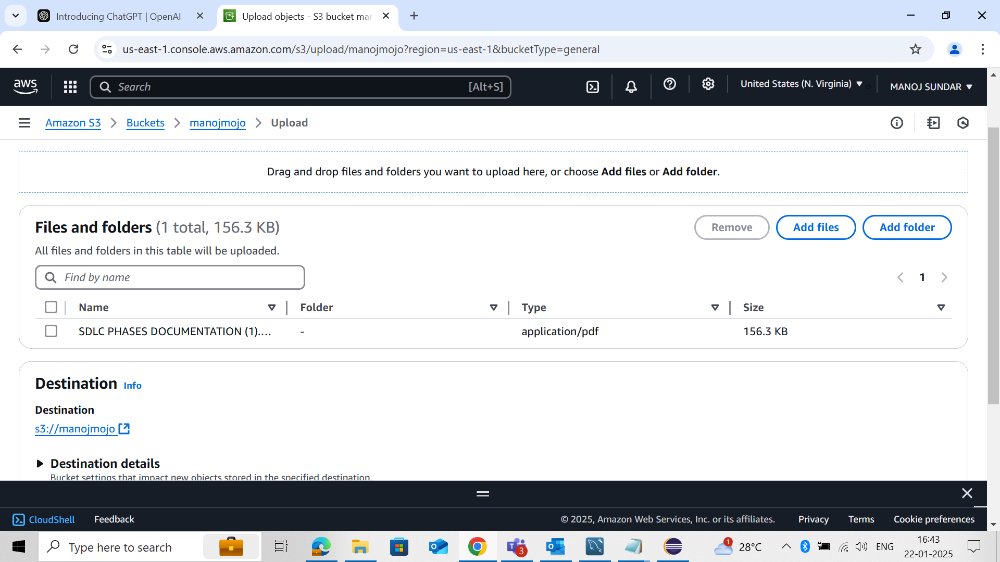 Introducing ChatGPT | OpenAI
Upload objects - S3 bucket mar
us-east-1.console.aws.amazon.com/s3/upload/manojmojo?region=us-east-1&bucketType=general
aws
Search
[Alt+S]
United States (N. Virginia)
MANOJ SUNDAR
Amazon S3
Buckets
manojmojo
Upload
Drag and drop files and folders you want to upload here, or choose Add files or Add folder.
Files and folders (1 total, 156.3 KB)
Remove
Add files
Add folder
All files and folders in this table will be uploaded.
Find by name
1
Name
Folder
Type
Size
SDLC PHASES DOCUMENTATION (1)....
-
application/pdf
156.3 KB
Destination Info
Destination
s3://manojmojo
Destination details
Bucket settings that impact new objects stored in the specified destination.
CloudShell
Feedback
© 2025, Amazon Web Services, Inc. or its affiliates.
Privacy
Terms
Cookie preferences
Type here to search
3
1
28°C
ENG
16:43
22-01-2025